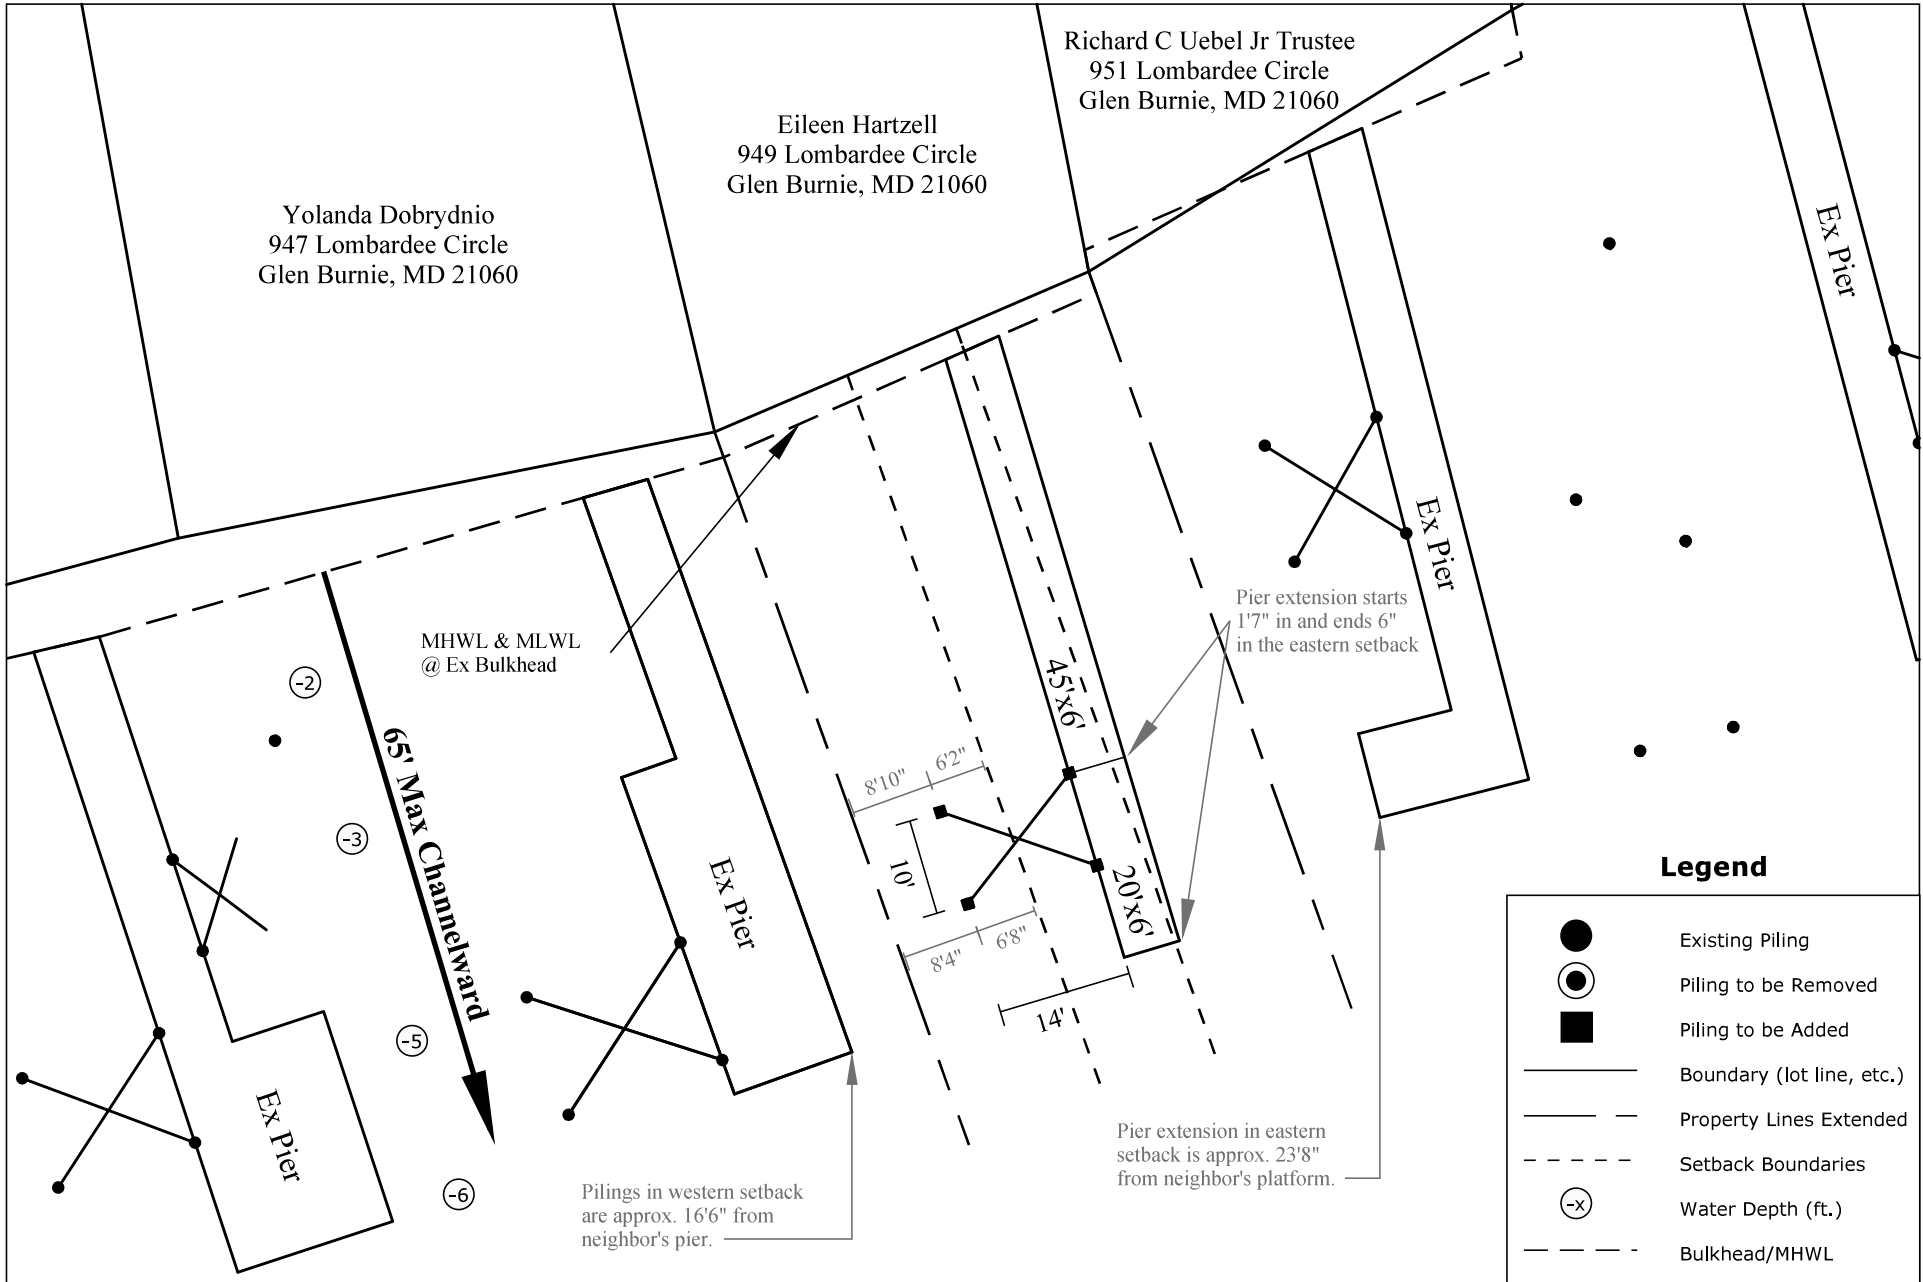 Richard C Uebel Jr Trustee
951 Lombardee Circle
Glen Burnie, MD 21060
Eileen Hartzell
949 Lombardee Circle
Glen Burnie, MD 21060
Yolanda Dobrydnio
947 Lombardee Circle
Glen Burnie, MD 21060
Ex Pier
Ex Pier
MHWL & MLWL
@ Ex Bulkhead
Pier extension starts
1'7" in and ends 6"
in the eastern setback
-2
-3
-5
-6
65' Max Channelward
45'x6'
20'x6'
8'10"
6'2"
10'
8'4"
6'8"
14'
Ex Pier
Ex Pier
Pier extension in eastern
setback is approx. 23'8"
from neighbor's platform.
Pilings in western setback
are approx. 16'6" from
neighbor's pier.
Legend
Existing Piling
Piling to be Removed
Piling to be Added
Boundary (lot line, etc.)
Property Lines Extended
Setback Boundaries
-x Water Depth (ft.)
Bulkhead/MHWL